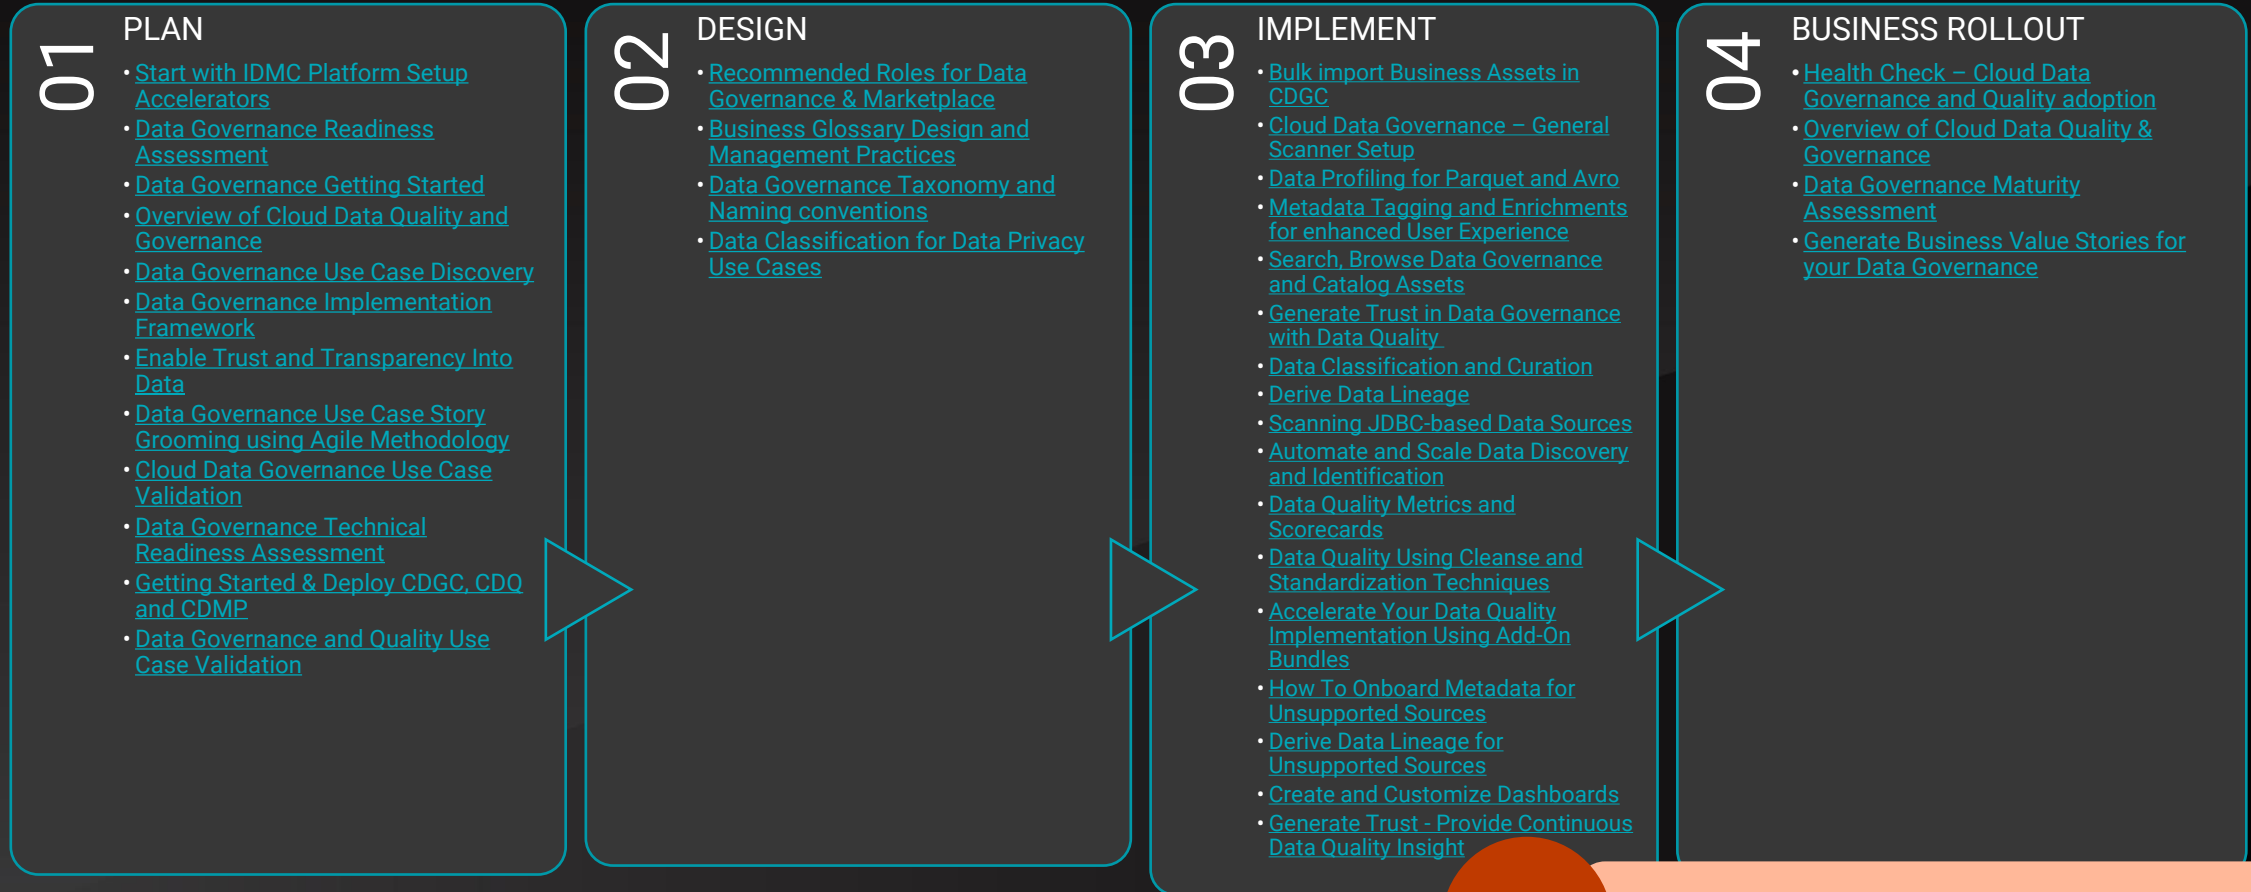 01
PLAN
• Start with IDMC Platform Setup
Accelerators
• Data Governance Readiness
Assessment
• Data Governance Getting Started
• Overview of Cloud Data Quality and
Governance
• Data Governance Use Case Discovery
• Data Governance Implementation
Framework
• Enable Trust and Transparency Into
Data
• Data Governance Use Case Story
Grooming using Agile Methodology
• Cloud Data Governance Use Case
Validation
• Data Governance Technical
Readiness Assessment
• Getting Started & Deploy CDGC, CDQ
and CDMP
• Data Governance and Quality Use
Case Validation
02
DESIGN
• Recommended Roles for Data
Governance & Marketplace
• Business Glossary Design and
Management Practices
• Data Governance Taxonomy and
Naming conventions
• Data Classification for Data Privacy
Use Cases
03
IMPLEMENT
• Bulk import Business Assets in
CDGC
• Cloud Data Governance – General
Scanner Setup
• Data Profiling for Parquet and Avro
• Metadata Tagging and Enrichments
for enhanced User Experience
• Search, Browse Data Governance
and Catalog Assets
• Generate Trust in Data Governance
with Data Quality
• Data Classification and Curation
• Derive Data Lineage
• Scanning JDBC-based Data Sources
• Automate and Scale Data Discovery
and Identification
• Data Quality Metrics and
Scorecards
• Data Quality Using Cleanse and
Standardization Techniques
• Accelerate Your Data Quality
Implementation Using Add-On
Bundles
• How To Onboard Metadata for
Unsupported Sources
• Derive Data Lineage for
Unsupported Sources
• Create and Customize Dashboards
• Generate Trust - Provide Continuous
Data Quality Insight
04
BUSINESS ROLLOUT
• Health Check – Cloud Data
Governance and Quality adoption
• Overview of Cloud Data Quality &
Governance
• Data Governance Maturity
Assessment
• Generate Business Value Stories for
your Data Governance